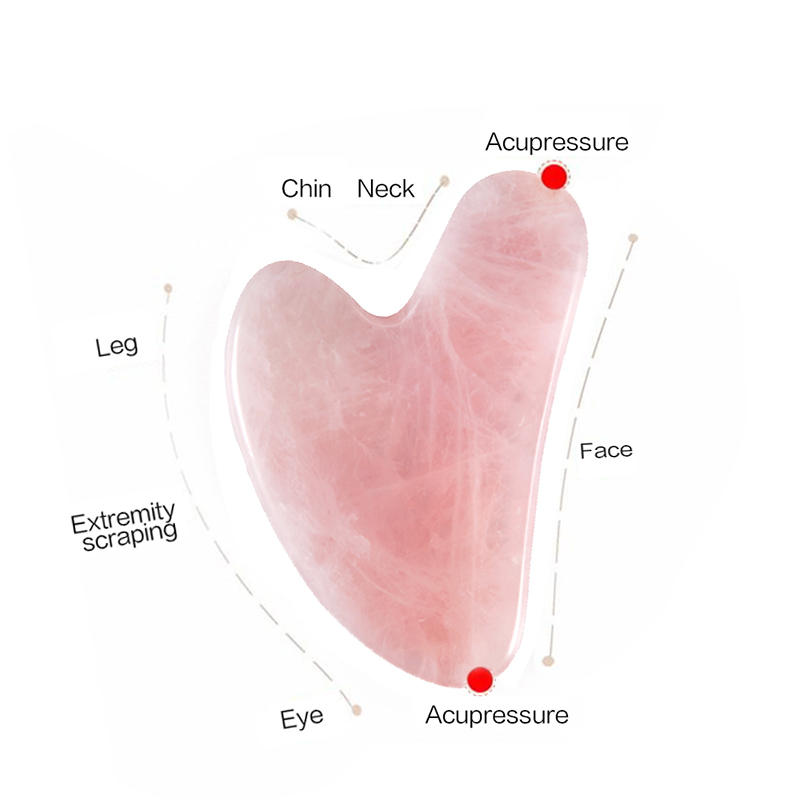 Acupressure
Chin Neck
Leg
Face
Extremity
scraping
Eye
Acupressure